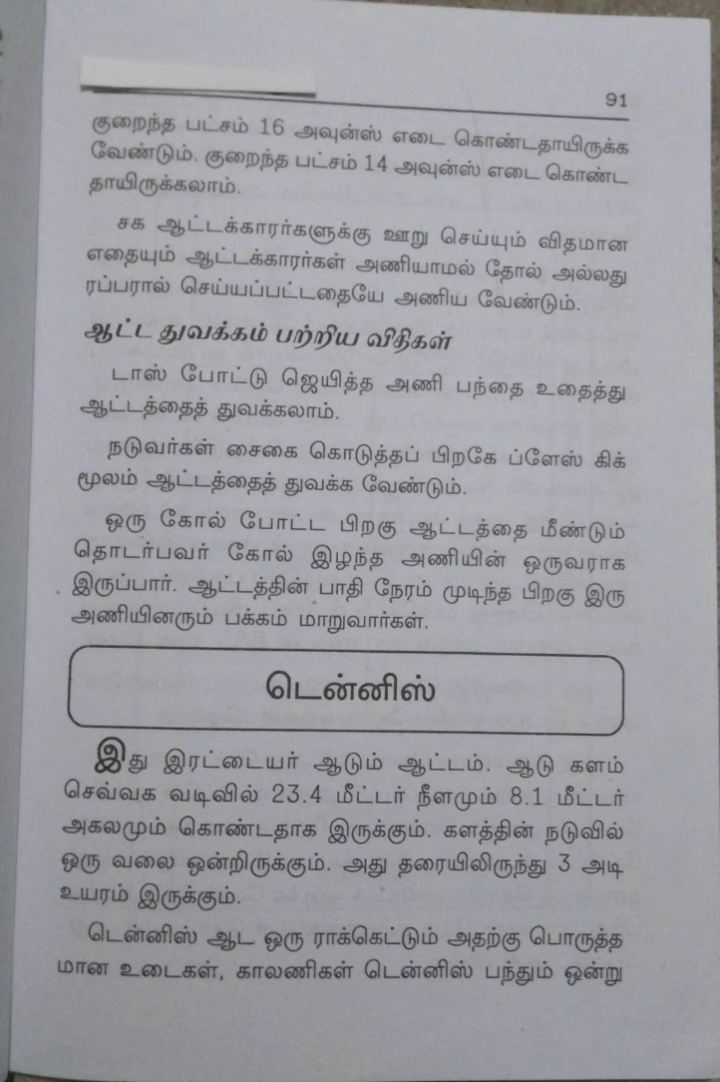 91
குறைந்த பட்சம் 16 அவுன்ஸ் எடை கொண்டதாயிருக்க
வேண்டும். குறைந்த பட்சம் 14 அவுன்ஸ் எடை கொண்ட
தாயிருக்கலாம்.
சக ஆட்டக்காரர்களுக்கு ஊறு செய்யும் விதமான
எதையும் ஆட்டக்காரர்கள் அணியாமல் தோல் அல்லது
ரப்பரால் செய்யப்பட்டதையே அணிய வேண்டும்.
ஆட்ட துவக்கம் பற்றிய விதிகள்
டாஸ் போட்டு ஜெயித்த அணி பந்தை உதைத்து
ஆட்டத்தைத் துவக்கலாம்.
நடுவர்கள் சைகை கொடுத்தப் பிறகே ப்ளேஸ் கிக்
மூலம் ஆட்டத்தைத் துவக்க வேண்டும்.
ஒரு கோல் போட்ட பிறகு ஆட்டத்தை மீண்டும்
தொடர்பவர் கோல் இழந்த அணியின் ஒருவராக
இருப்பார். ஆட்டத்தின் பாதி நேரம் முடிந்த பிறகு இரு
அணியினரும் பக்கம் மாறுவார்கள்.
டென்னிஸ்
இது இரட்டையர் ஆடும் ஆட்டம். ஆடு களம்
செவ்வக வடிவில் 23.4 மீட்டர் நீளமும் 8.1 மீட்டர்
அகலமும் கொண்டதாக இருக்கும். களத்தின் நடுவில்
ஒரு வலை ஒன்றிருக்கும். அது தரையிலிருந்து 3 அடி
உயரம் இருக்கும்.
டென்னிஸ் ஆட ஒரு ராக்கெட்டும் அதற்கு பொருத்த
மான உடைகள், காலணிகள் டென்னிஸ் பந்தும் ஒன்று